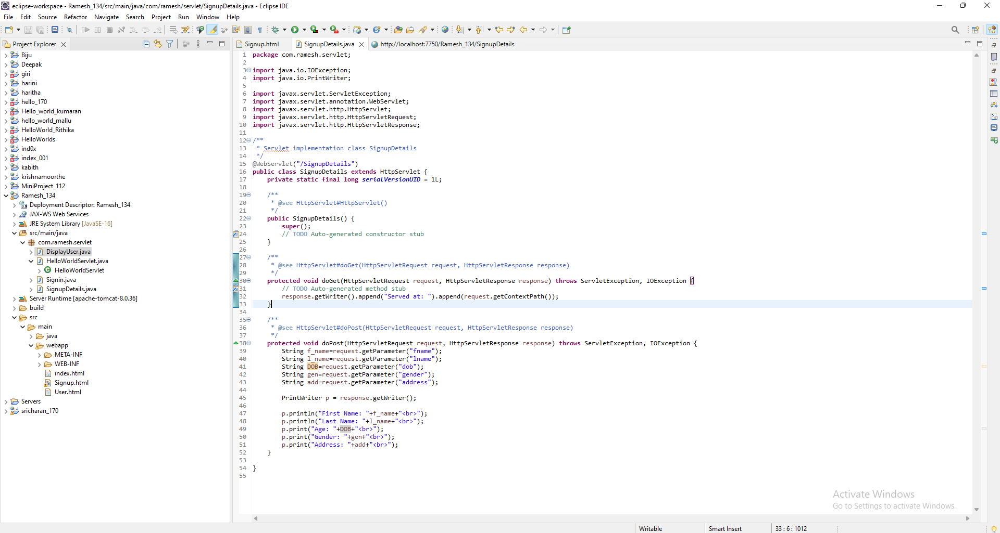 eclipse-workspace - Ramesh_134/src/main/java/com/ramesh/servlet/SignupDetails.java - Eclipse IDE
File Edit Source Refactor Navigate Search Project Run Window Help
Project Explorer
Biju
Deepak
giri
harini
haritha
hello_170
Hello_world_kumaran
hello_world_mallu
HelloWorld_Rithika
HelloWorlds
ind0x
index_001
kabith
krishnamoorthe
MiniProject_112
Ramesh_134
Deployment Descriptor: Ramesh_134
JAX-WS Web Services
JRE System Library [JavaSE-16]
src/main/java
com.ramesh.servlet
DisplayUser.java
HelloWorldServlet.java
HelloWorldServlet
Signin.java
SignupDetails.java
Server Runtime [apache-tomcat-8.0.36]
build
src
main
java
webapp
META-INF
WEB-INF
index.html
Signup.html
User.html
Servers
sricharan_170
Signup.html SignupDetails.java http://localhost:7750/Ramesh_134/SignupDetails
1 package com.ramesh.servlet;
2
3 import java.io.IOException;
4 import java.io.PrintWriter;
5
6 import javax.servlet.ServletException;
7 import javax.servlet.annotation.WebServlet;
8 import javax.servlet.http.HttpServlet;
9 import javax.servlet.http.HttpServletRequest;
10 import javax.servlet.http.HttpServletResponse;
11
12 /**
13 * Servlet implementation class SignupDetails
14 */
15 @WebServlet("/SignupDetails")
16 public class SignupDetails extends HttpServlet {
17 private static final long serialVersionUID = 1L;
18
19 /**
20 * @see HttpServlet#HttpServlet()
21 */
22 public SignupDetails() {
23 super();
24 // TODO Auto-generated constructor stub
25 }
26
27 /**
28 * @see HttpServlet#doGet(HttpServletRequest request, HttpServletResponse response)
29 */
30 protected void doGet(HttpServletRequest request, HttpServletResponse response) throws ServletException, IOException {
31 // TODO Auto-generated method stub
32 response.getWriter().append("Served at: ").append(request.getContextPath());
33 }
34
35 /**
36 * @see HttpServlet#doPost(HttpServletRequest request, HttpServletResponse response)
37 */
38 protected void doPost(HttpServletRequest request, HttpServletResponse response) throws ServletException, IOException {
39 String f_name=request.getParameter("fname");
40 String l_name=request.getParameter("lname");
41 String DOB=request.getParameter("dob");
42 String gen=request.getParameter("gender");
43 String add=request.getParameter("address");
44
45 PrintWriter p = response.getWriter();
46
47 p.println("First Name: "+f_name+"<br>");
48 p.println("Last Name: "+l_name+"<br>");
49 p.print("Age: "+DOB+"<br>");
50 p.print("Gender: "+gen+"<br>");
51 p.print("Address: "+add+"<br>");
52 }
53
54 }
55
Activate Windows
Go to Settings to activate Windows.
Writable Smart Insert 33 : 6 : 1012